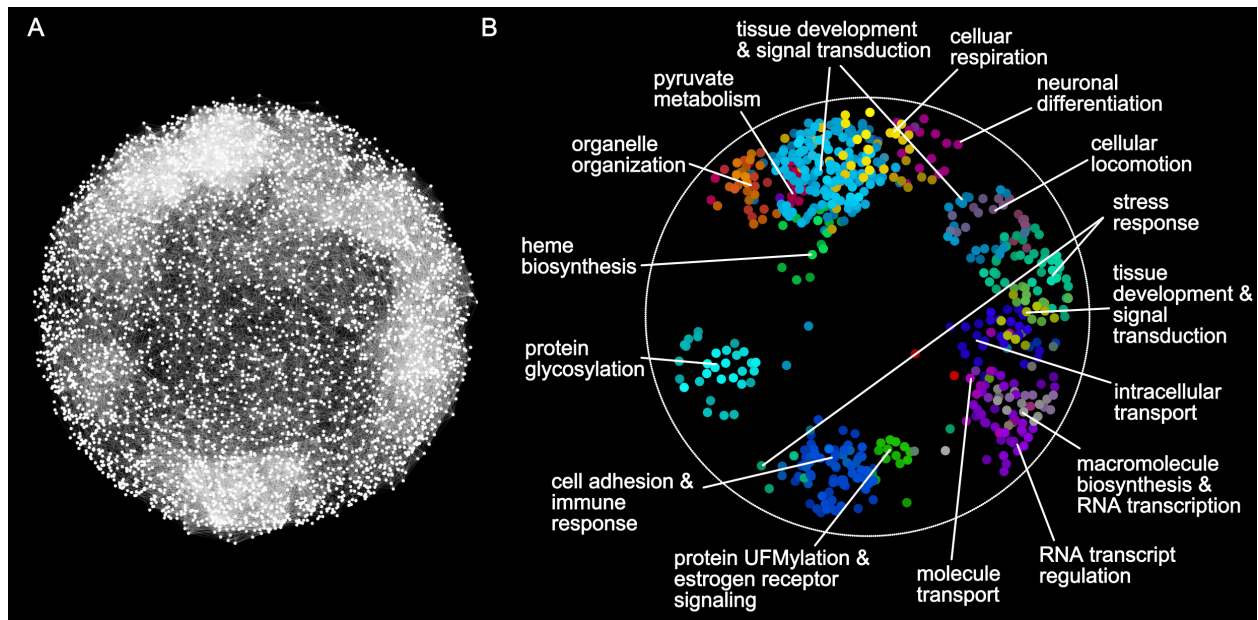 A
B
tissue development
& signal transduction
celluar
respiration
pyruvate
metabolism
neuronal
differentiation
organelle
organization
cellular
locomotion
stress
response
heme
biosynthesis
tissue
development &
signal
transduction
protein
glycosylation
intracellular
transport
cell adhesion &
immune
response
macromolecule
biosynthesis &
RNA transcription
protein UFMylation &
estrogen receptor
signaling
molecule
transport
RNA transcript
regulation